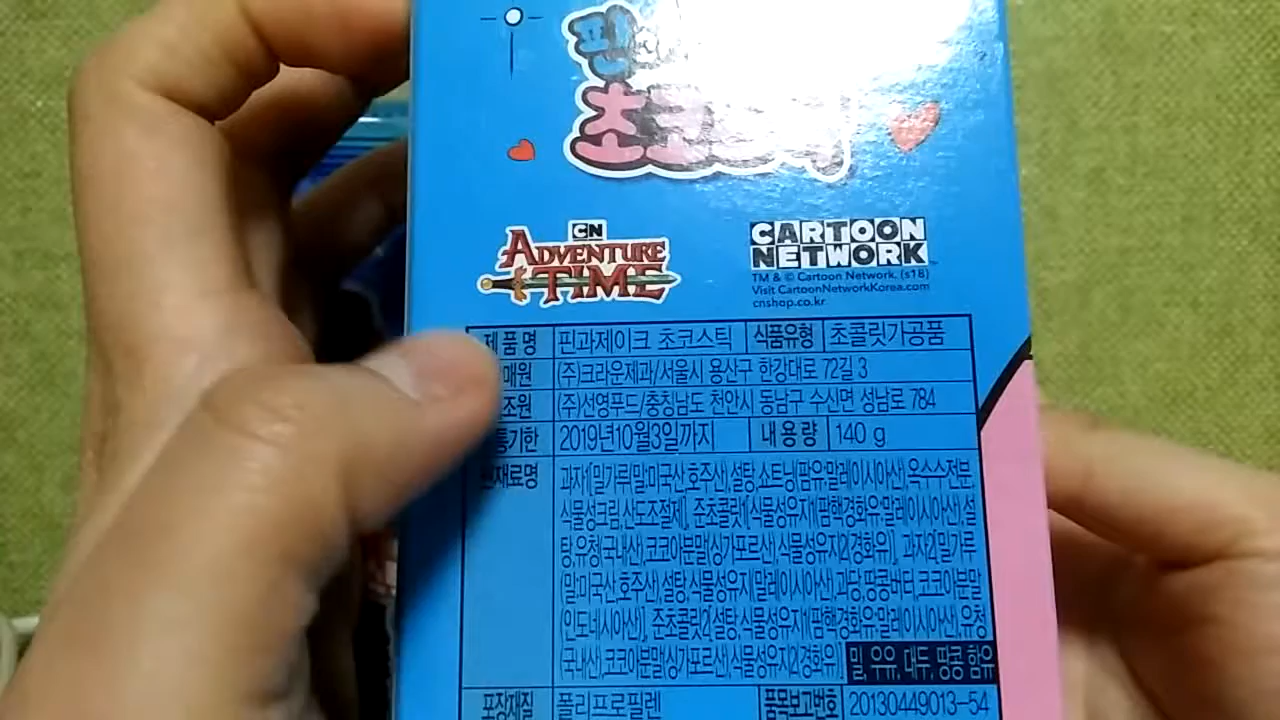 초코
CN
ADVENTURE
TIME
CARTOON
NETWORK
TM & © Cartoon Network. (s18)
Visit CartoonNetworkKorea.com
cnshop.co.kr
제품명 핀과제이크 초코스틱 식품유형 초콜릿가공품
매원 (주)크라운제과/서울시 용산구 한강대로 72길 3
조원 (주)선영푸드/충청남도 천안시 동남구 수신면 성남로 784
통기한 2019년10월3일까지 내용량 140 g
원재료명 과자1[밀가루(밀:미국산,호주산),설탕,쇼트닝(팜유:말레이시아산),옥수수전분,
식물성크림,산도조절제], 준초콜릿1[식물성유지1(팜핵경화유:말레이시아산),설
탕,유청(국내산),코코아분말(싱가포르산),식물성유지2(경화유)], 과자2[밀가루
(밀:미국산,호주산),설탕,식물성유지(말레이시아산),과당,땅콩버터,코코아분말
(인도네시아산)], 준초콜릿2[설탕,식물성유지1(팜핵경화유:말레이시아산),유청
(국내산),코코아분말(싱가포르산),식물성유지2(경화유)] 밀, 우유, 대두, 땅콩 함유
포장재질 폴리프로필렌 품목보고번호 20130449013-54